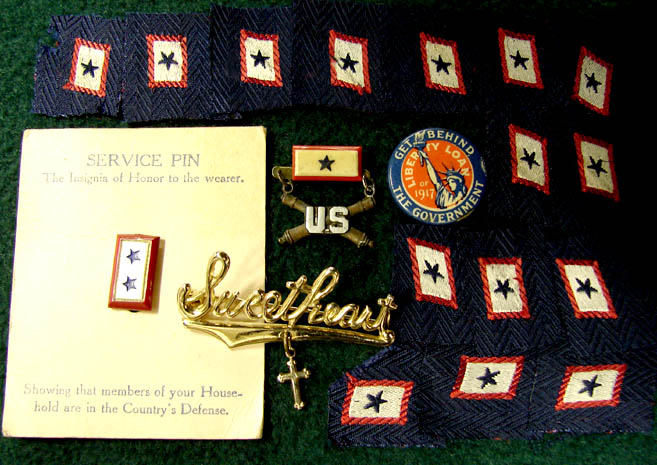 SERVICE PIN
The Insignia of Honor to the wearer.
Showing that members of your House-
hold are in the Country's Defense.
US
GET BEHIND
THE GOVERNMENT
LIBERTY LOAN
OF
1917
Sweetheart